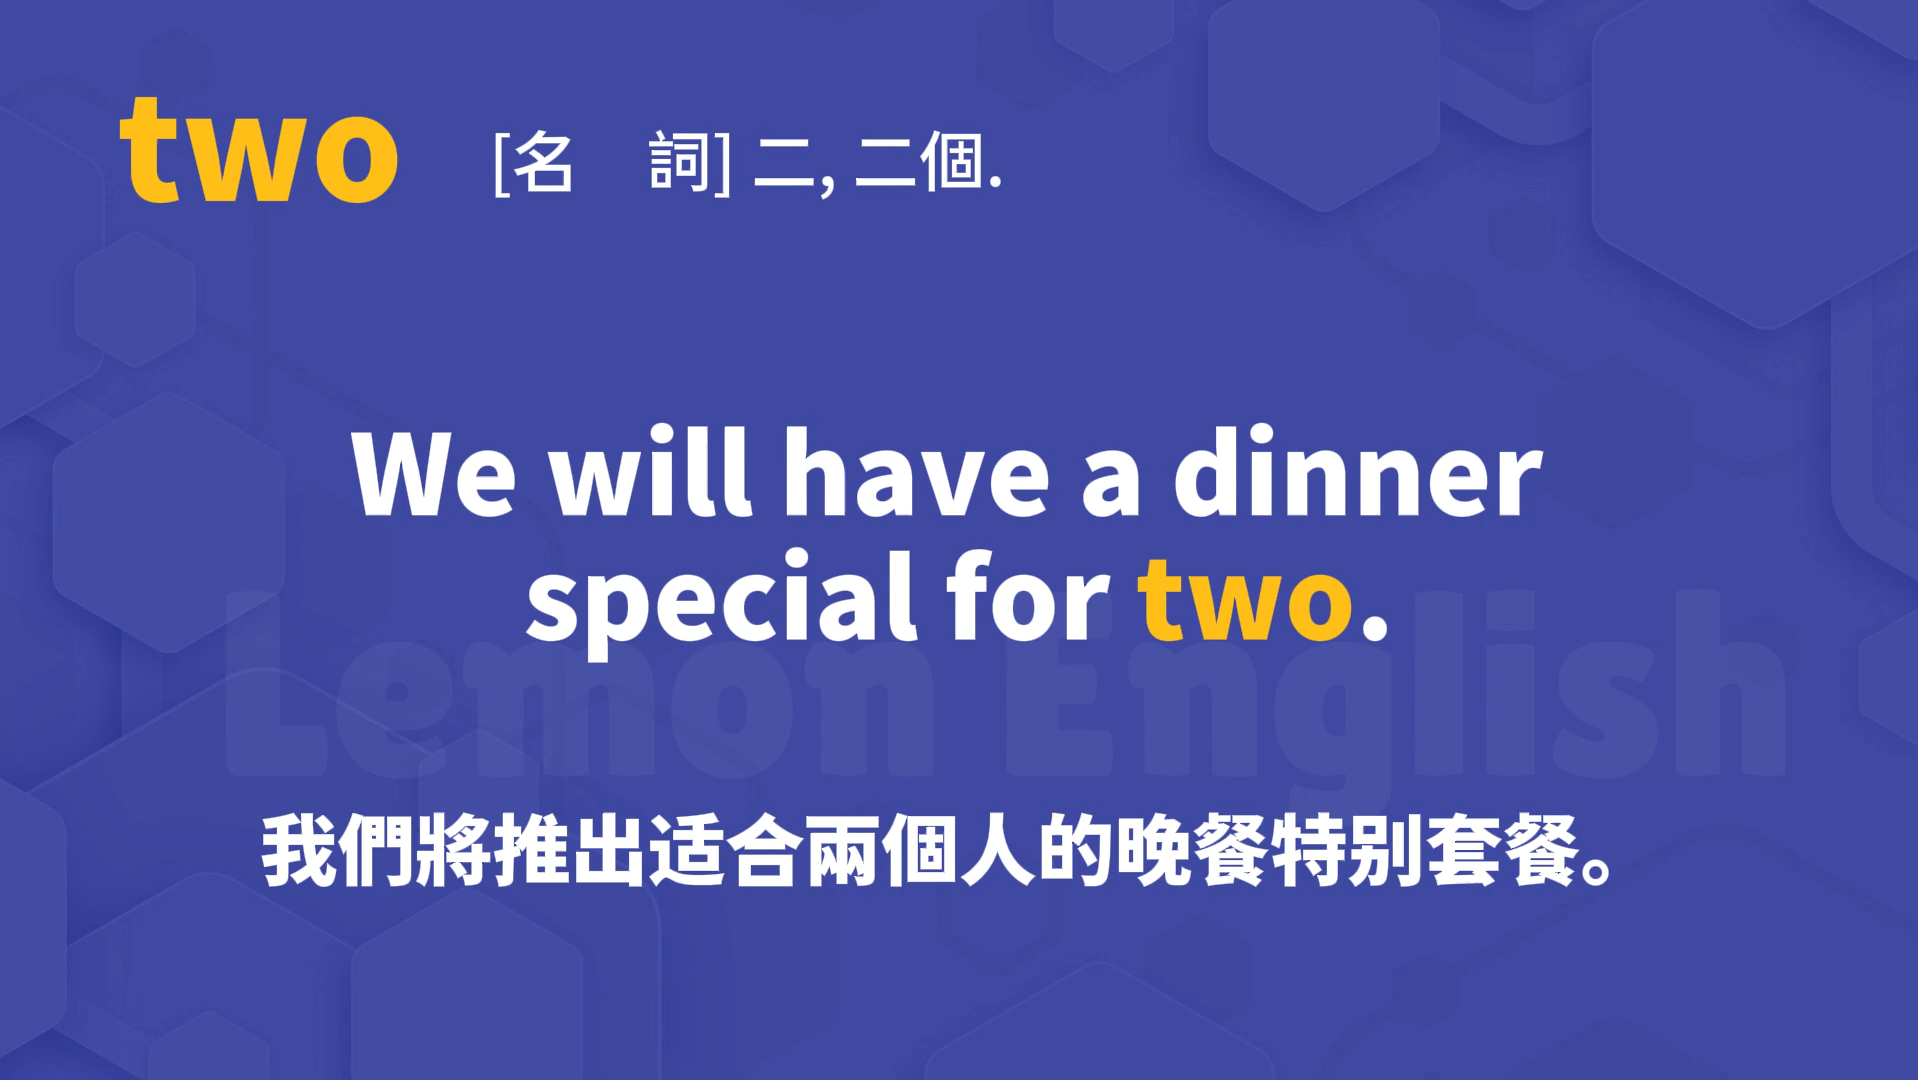 two [名　詞] 二, 二個.
We will have a dinner
special for two.
Lemon English
我們將推出适合兩個人的晚餐特别套餐。